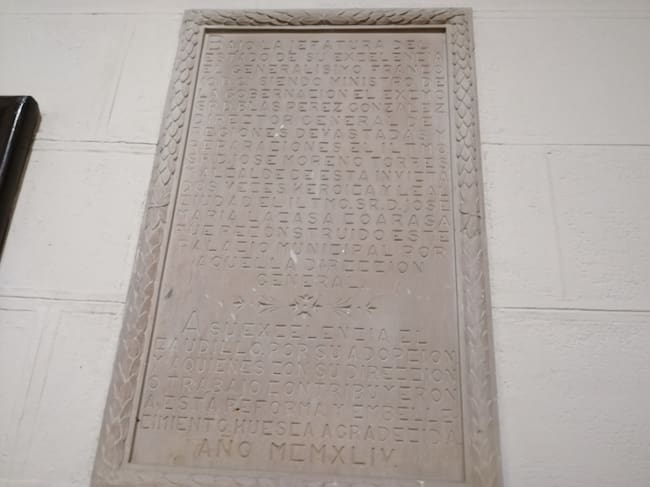 BAJO LA JEFATURA DEL
ESTADO DE SU EXCELENCIA
EL GENERALISIMO FRANCO
Y SIENDO MINISTRO DE
LA GOBERNACION EL EXCMO
SR. D. BLAS PEREZ GONZALEZ
DIRECTOR GENERAL DE
REGIONES DEVASTADAS Y
REPARACIONES EL ILTMO
SR. D. JOSE MORENO TORRES
Y ALCALDE DE ESTA INVICTA
DOS VECES HEROICA Y LEAL
CIUDAD EL ILTMO. SR. D. JOSE
MARIA LACASA COARASA
FUE RECONSTRUIDO ESTE
PALACIO MUNICIPAL POR
AQUELLA DIRECCION
GENERAL.
A SU EXCELENCIA EL
CAUDILLO, POR SU ADOPCION
Y A QUIENES CON SU DIRECCION
O TRABAJO CONTRIBUYERON
A ESTA REFORMA Y EMBELLE-
CIMIENTO, HUESCA AGRADECIDA
AÑO MCMXLIV